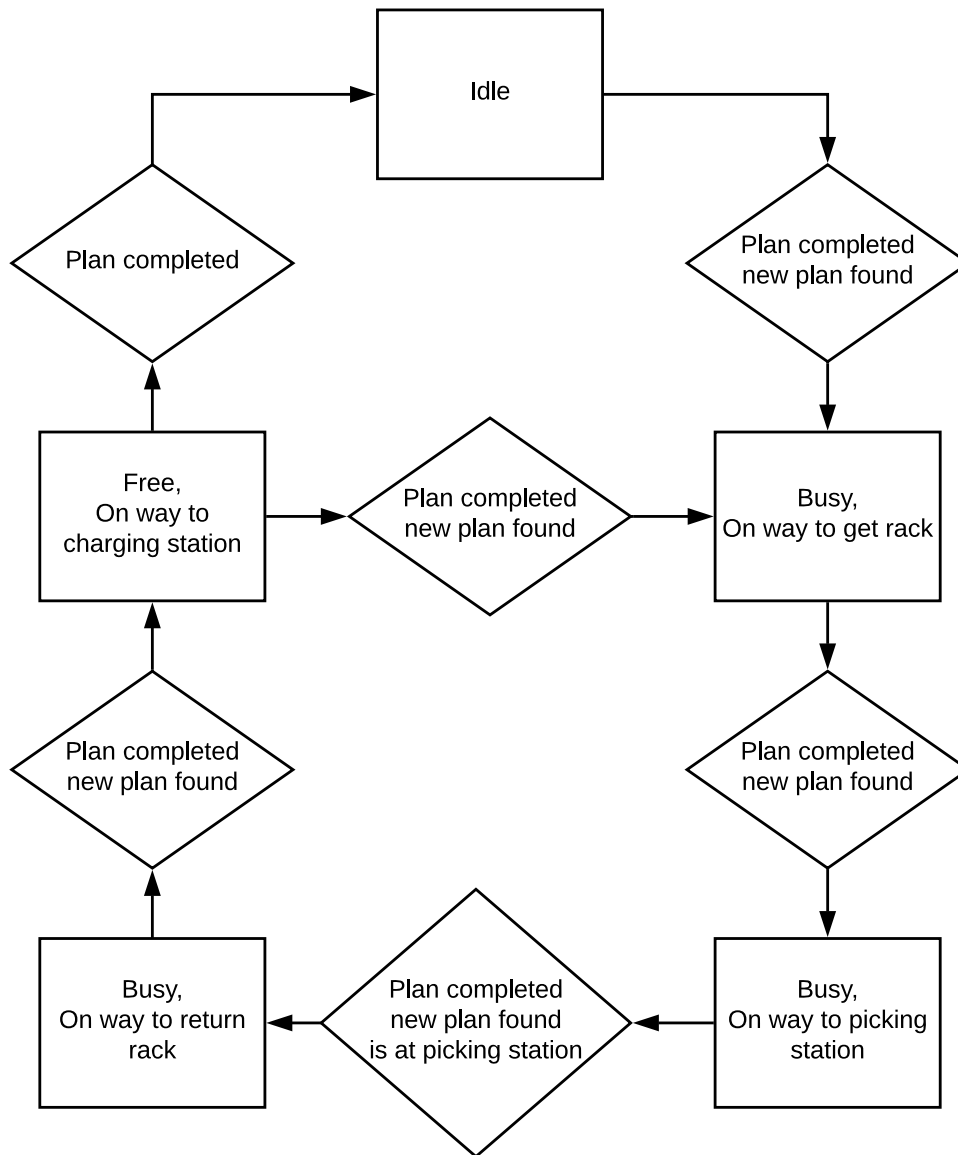 Idle
Plan completed
Plan completed
new plan found
Free,
On way to
charging station
Plan completed
new plan found
Busy,
On way to get rack
Plan completed
new plan found
Plan completed
new plan found
Busy,
On way to return
rack
Plan completed
new plan found
is at picking station
Busy,
On way to picking
station